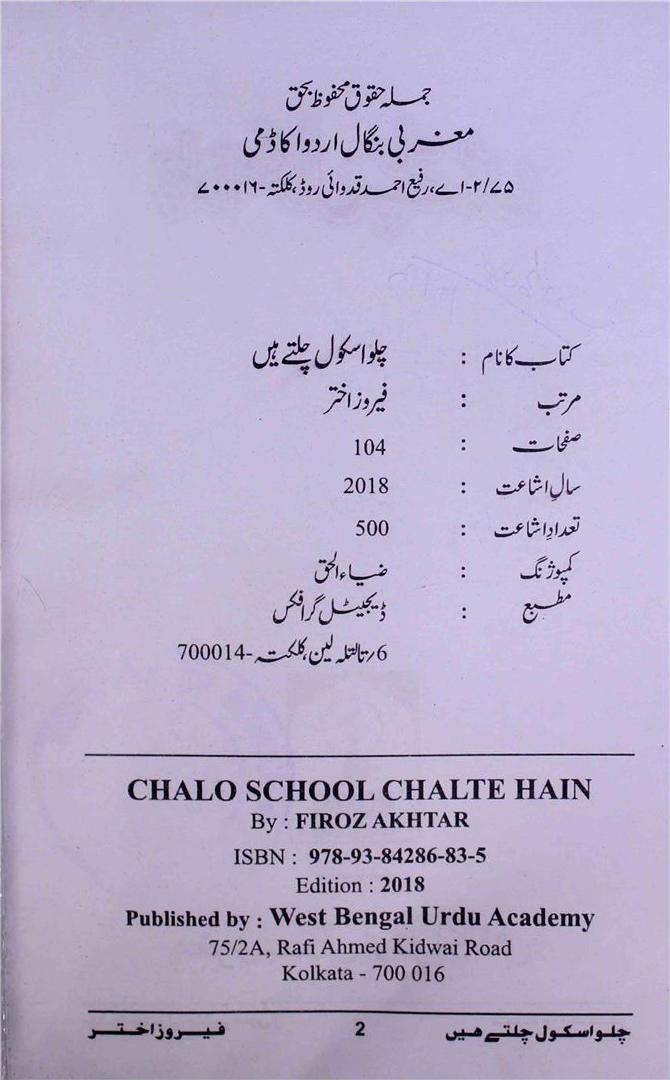 جملہ حقوق محفوظ بحق
مغربی بنگال اردو اکاڈمی
۷۵/۲-اے، رفیع احمد قدوائی روڈ، کلکتہ-۷۰۰۰۱۶
کتاب کا نام : چلو اسکول چلتے ہیں
مرتب : فیروز اختر
صفحات : 104
سالِ اشاعت : 2018
تعدادِ اشاعت : 500
کمپوزنگ : ضیاء الحق
مطبع : ڈیجیٹل گرافکس
6/ تالتلہ لین، کلکتہ-700014
CHALO SCHOOL CHALTE HAIN
By : FIROZ AKHTAR
ISBN : 978-93-84286-83-5
Edition : 2018
Published by : West Bengal Urdu Academy
75/2A, Rafi Ahmed Kidwai Road
Kolkata - 700 016
چلو اسکول چلتے ہیں 2 فیروز اختر